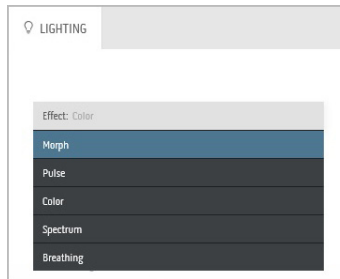 LIGHTING
Effect: Color
Morph
Pulse
Color
Spectrum
Breathing